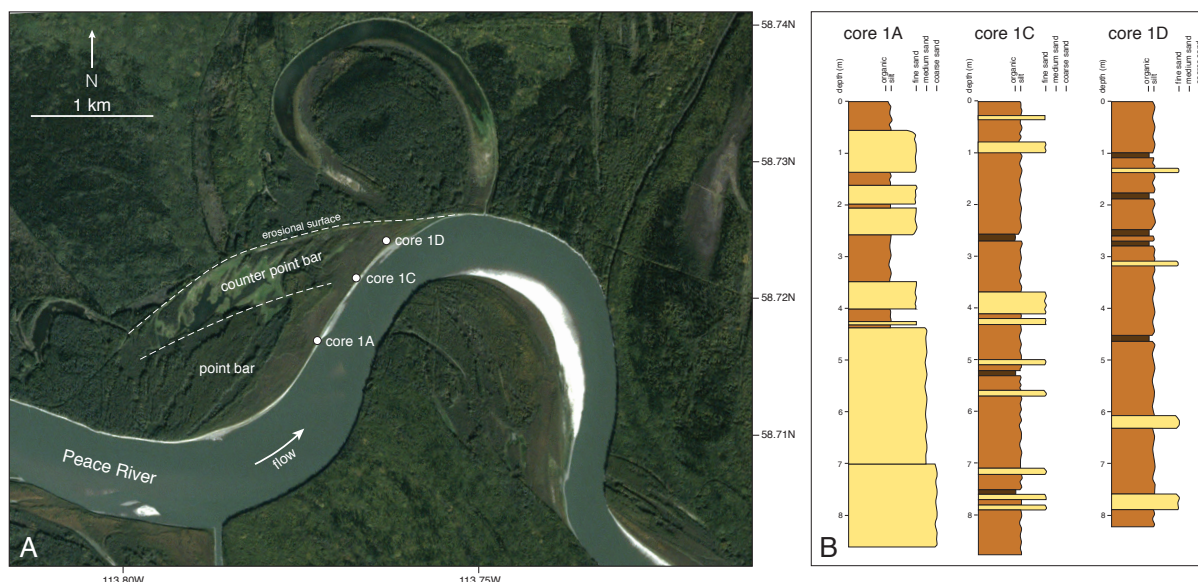 N
1 km
erosional surface
counter point bar
point bar
core 1D
core 1C
core 1A
Peace River
flow
A
58.74N
58.73N
58.72N
58.71N
113.80W
113.75W
core 1A
core 1C
core 1D
depth (m)
organic
silt
fine sand
medium sand
coarse sand
depth (m)
organic
silt
fine sand
medium sand
coarse sand
depth (m)
organic
silt
fine sand
medium sand
0
1
2
3
4
5
6
7
8
0
1
2
3
4
5
6
7
8
0
1
2
3
4
5
6
7
8
B